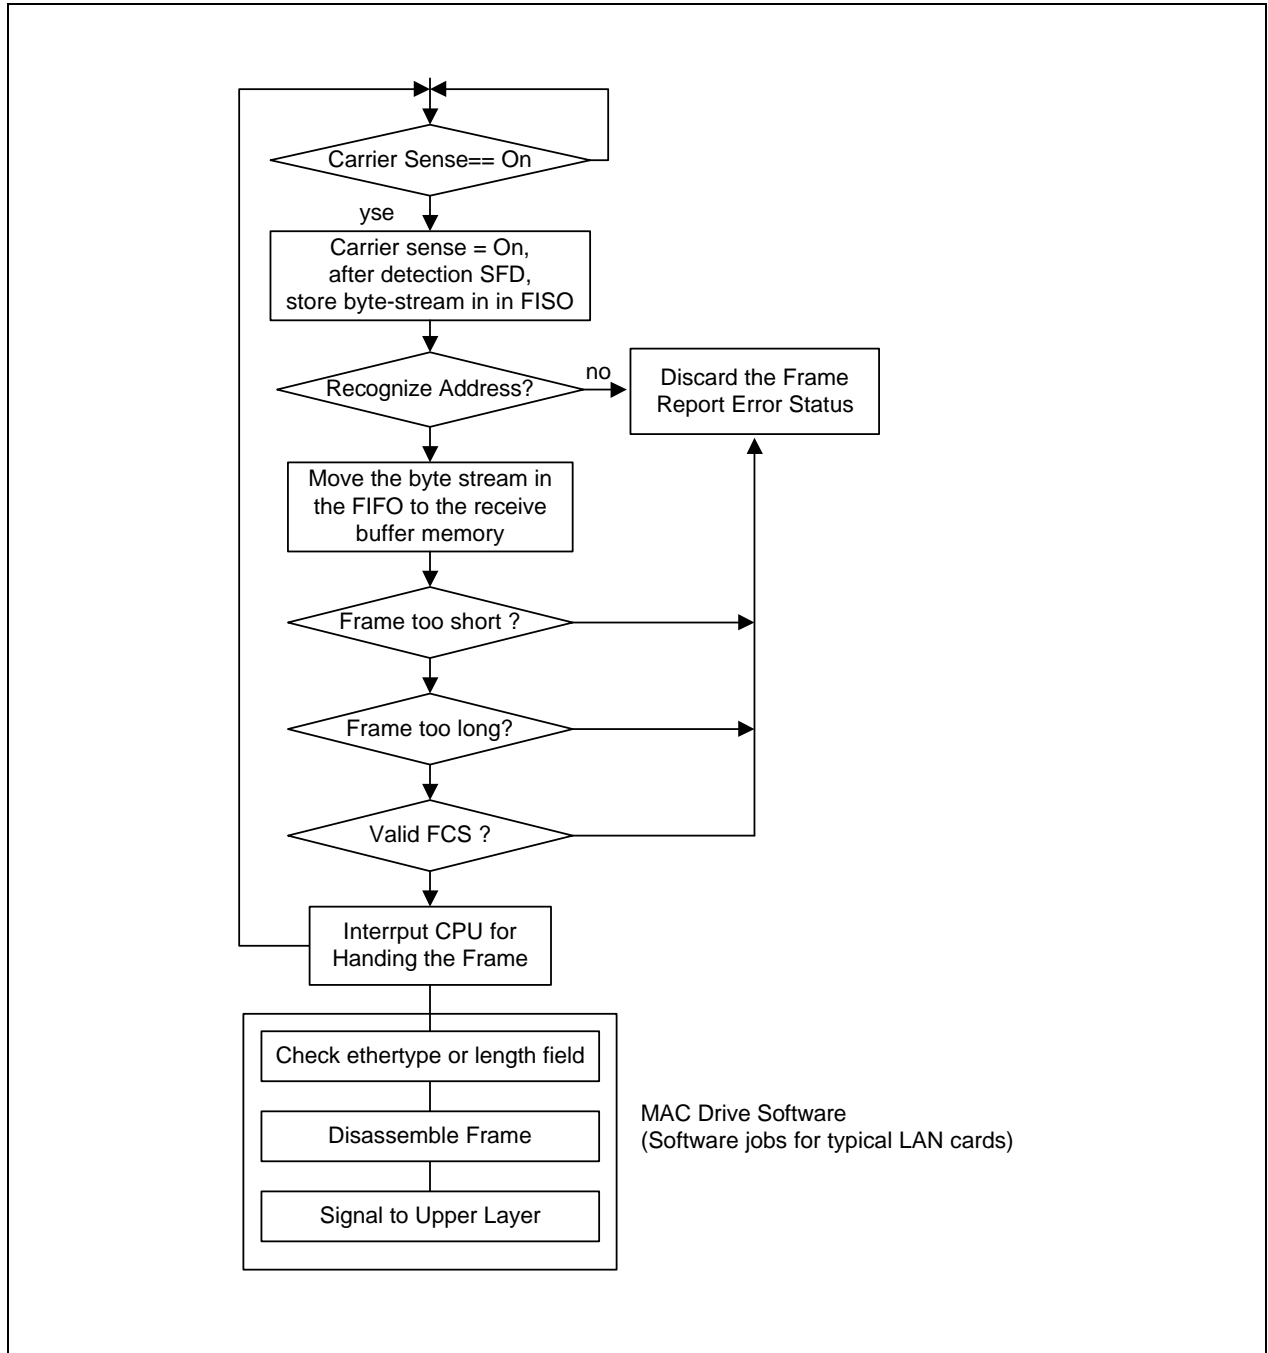 Carrier Sense== On
yse
Carrier sense = On,
after detection SFD,
store byte-stream in in FISO
Recognize Address?
no
Discard the Frame
Report Error Status
Move the byte stream in
the FIFO to the receive
buffer memory
Frame too short ?
Frame too long?
Valid FCS ?
Interrput CPU for
Handing the Frame
Check ethertype or length field
Disassemble Frame
Signal to Upper Layer
MAC Drive Software
(Software jobs for typical LAN cards)